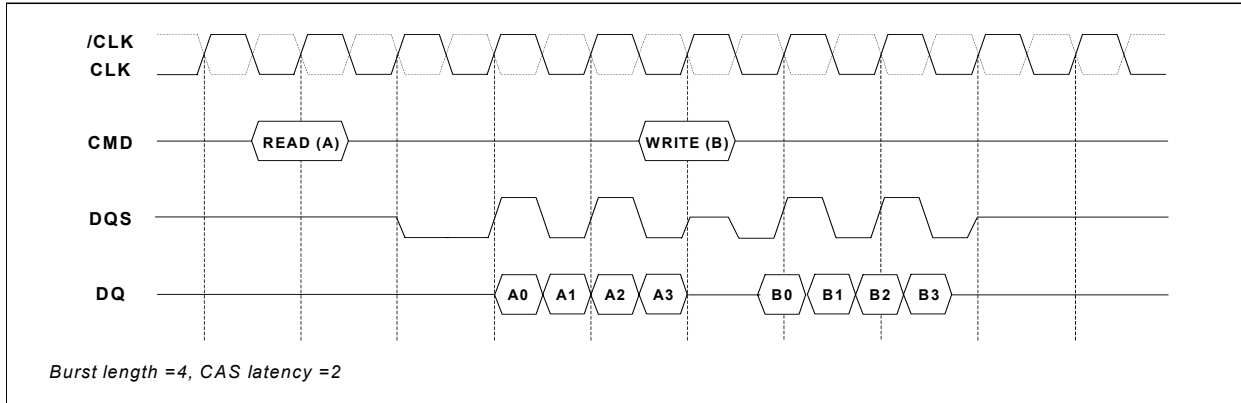 /CLK
CLK
CMD READ (A) WRITE (B)
DQS
DQ A0 A1 A2 A3 B0 B1 B2 B3
Burst length =4, CAS latency =2